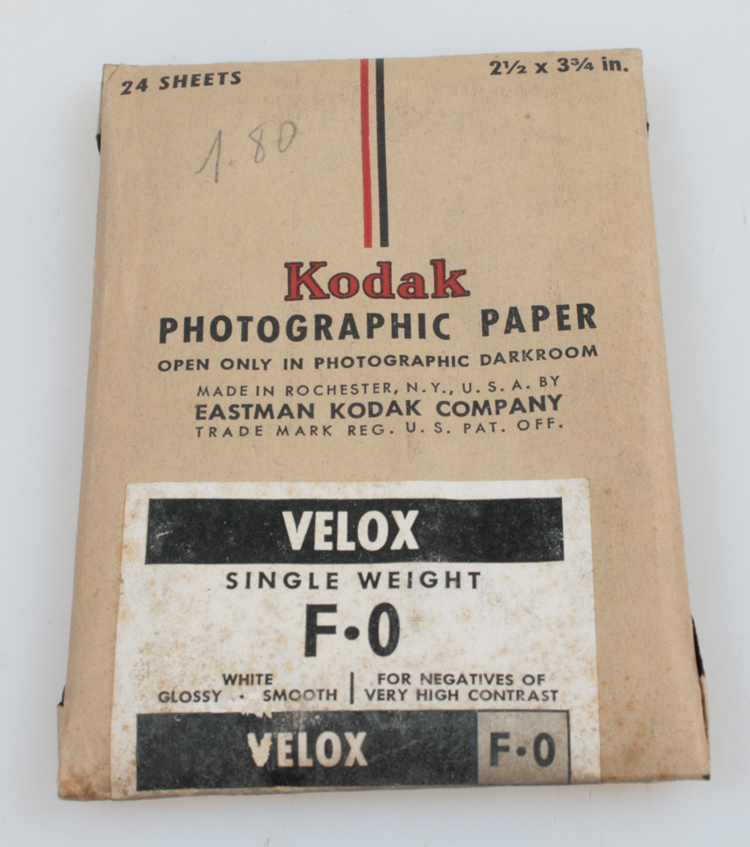 24 SHEETS
2½ x 3¾ in.
1.80
Kodak
PHOTOGRAPHIC PAPER
OPEN ONLY IN PHOTOGRAPHIC DARKROOM
MADE IN ROCHESTER, N.Y., U.S.A. BY
EASTMAN KODAK COMPANY
TRADE MARK REG. U.S. PAT. OFF.
VELOX
SINGLE WEIGHT
F·0
WHITE
GLOSSY · SMOOTH
FOR NEGATIVES OF
VERY HIGH CONTRAST
VELOX
F·0